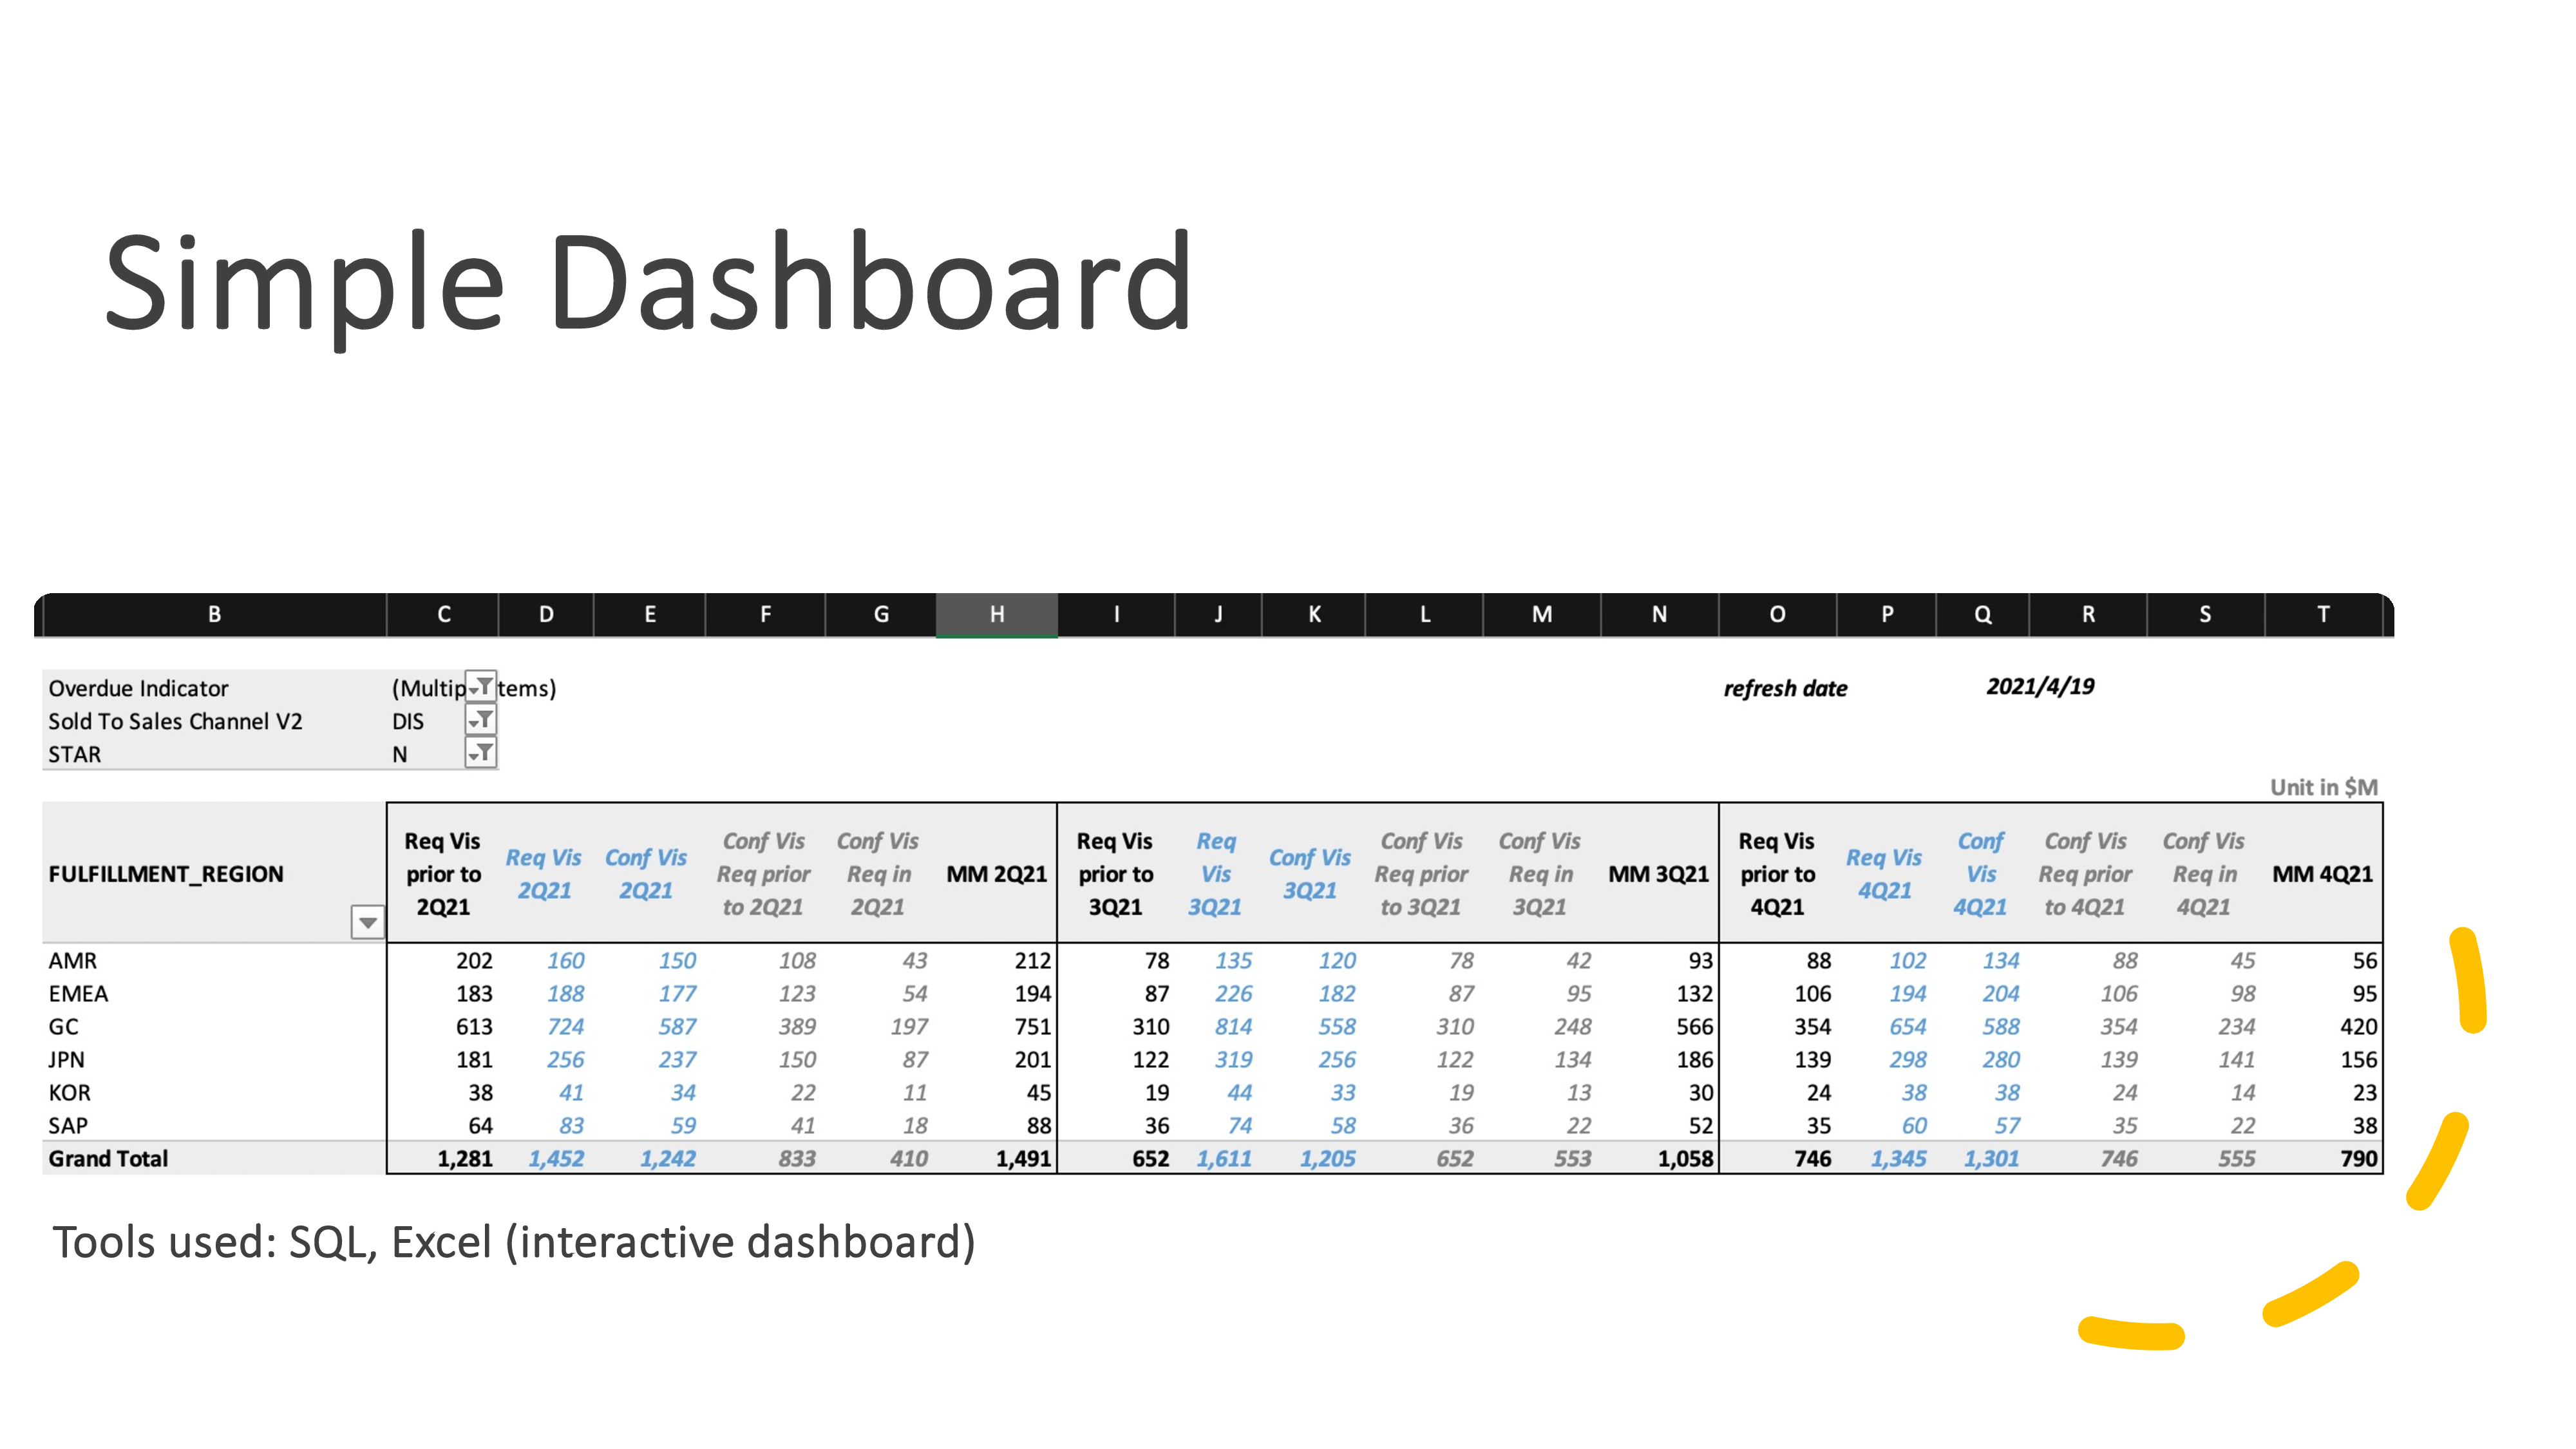 Simple Dashboard
B C D E F G H I J K L M N O P Q R S T
Overdue Indicator (Multip tems) refresh date 2021/4/19
Sold To Sales Channel V2 DIS
STAR N
Unit in $M
FULFILLMENT_REGION Req Vis prior to 2Q21 Req Vis 2Q21 Conf Vis 2Q21 Conf Vis Req prior to 2Q21 Conf Vis Req in 2Q21 MM 2Q21 Req Vis prior to 3Q21 Req Vis 3Q21 Conf Vis 3Q21 Conf Vis Req prior to 3Q21 Conf Vis Req in 3Q21 MM 3Q21 Req Vis prior to 4Q21 Req Vis 4Q21 Conf Vis 4Q21 Conf Vis Req prior to 4Q21 Conf Vis Req in 4Q21 MM 4Q21
AMR 202 160 150 108 43 212 78 135 120 78 42 93 88 102 134 88 45 56
EMEA 183 188 177 123 54 194 87 226 182 87 95 132 106 194 204 106 98 95
GC 613 724 587 389 197 751 310 814 558 310 248 566 354 654 588 354 234 420
JPN 181 256 237 150 87 201 122 319 256 122 134 186 139 298 280 139 141 156
KOR 38 41 34 22 11 45 19 44 33 19 13 30 24 38 38 24 14 23
SAP 64 83 59 41 18 88 36 74 58 36 22 52 35 60 57 35 22 38
Grand Total 1,281 1,452 1,242 833 410 1,491 652 1,611 1,205 652 553 1,058 746 1,345 1,301 746 555 790
Tools used: SQL, Excel (interactive dashboard)